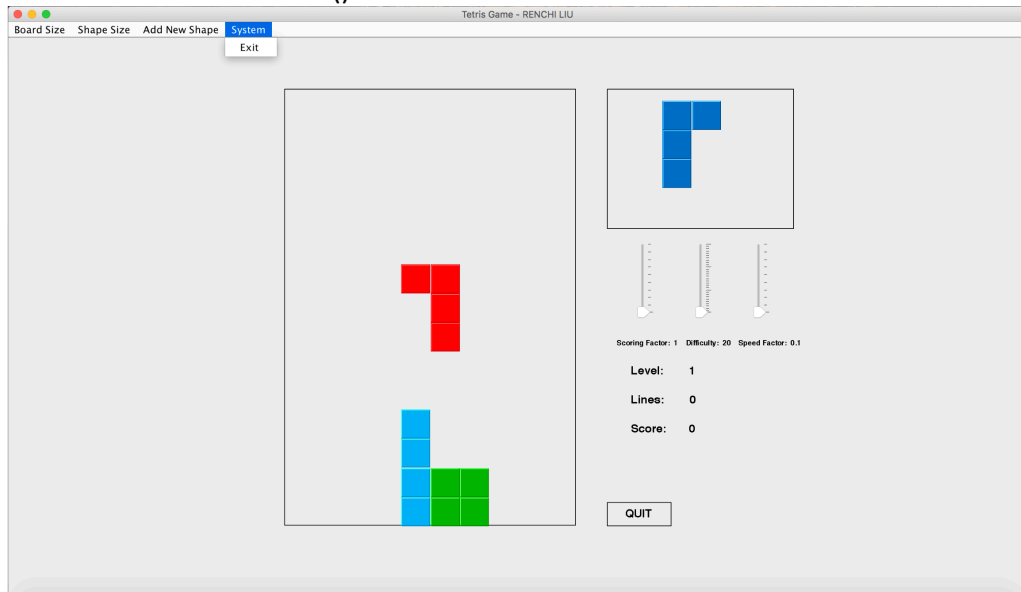 ()
Tetris Game - RENCHI LIU
Board Size Shape Size Add New Shape System
Exit
Scoring Factor: 1 Difficulty: 20 Speed Factor: 0.1
Level: 1
Lines: 0
Score: 0
QUIT